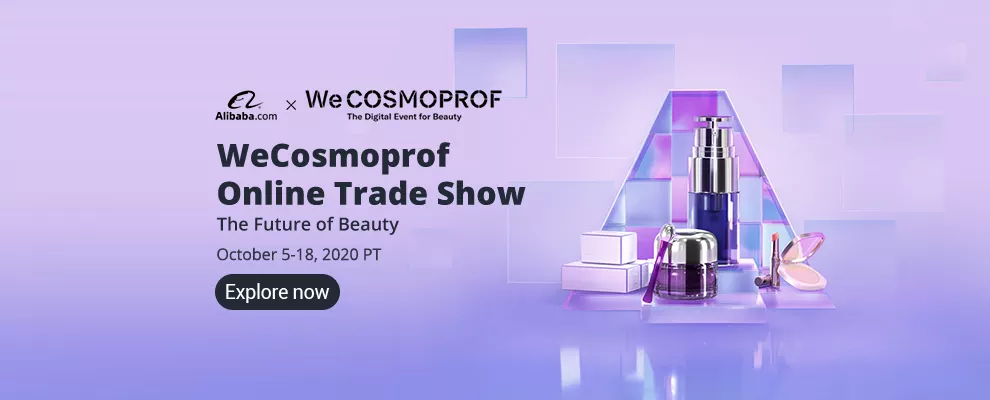 Alibaba.com × We COSMOPROF
The Digital Event for Beauty
WeCosmoprof
Online Trade Show
The Future of Beauty
October 5-18, 2020 PT
Explore now